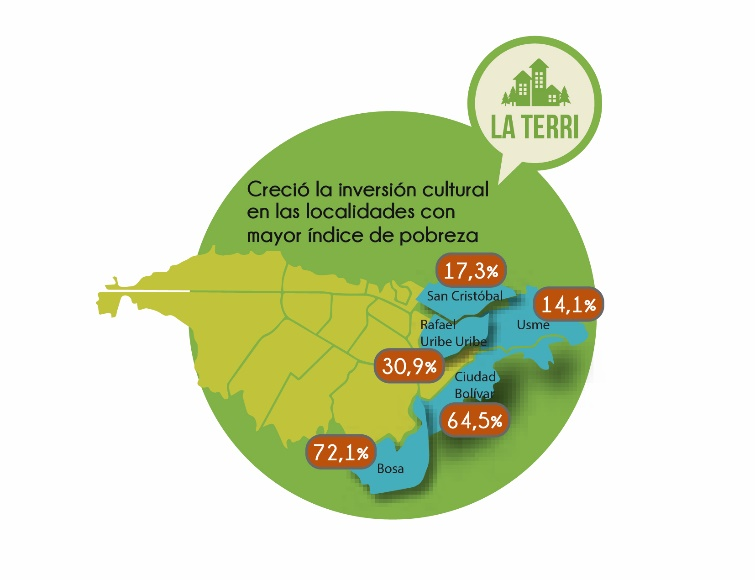 LA TERRI
Creció la inversión cultural
en las localidades con
mayor índice de pobreza
17,3%
San Cristóbal
14,1%
Usme
Rafael
Uribe Uribe
30,9%
Ciudad
Bolívar
64,5%
72,1%
Bosa